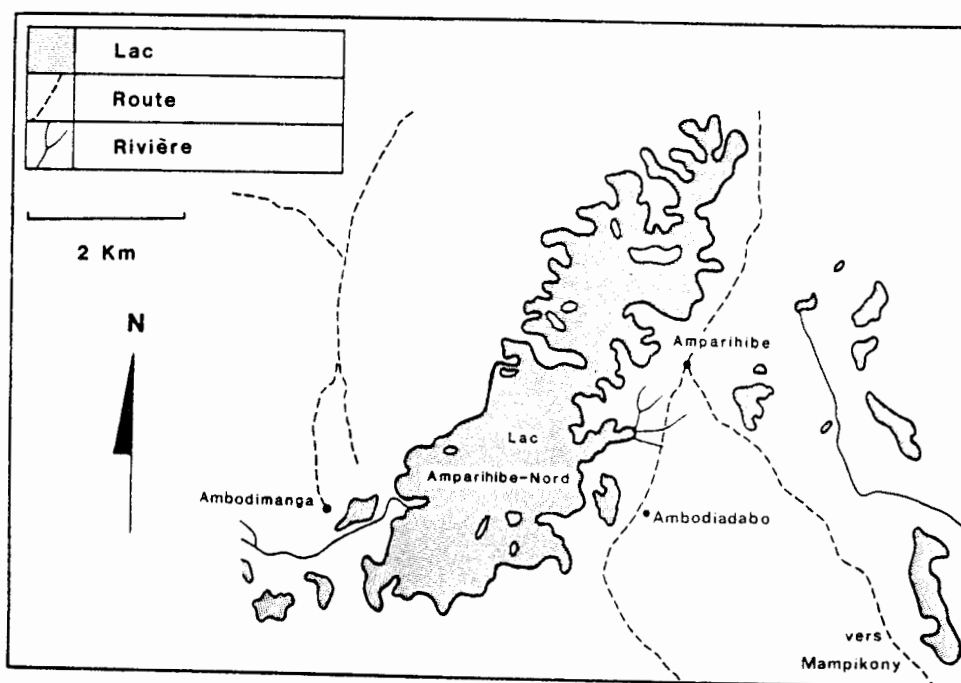 Lac
Route
Rivière
2 Km
N
Amparihibe
Lac
Amparihibe-Nord
Ambodimanga
Ambodiadabo
vers
Mampikony